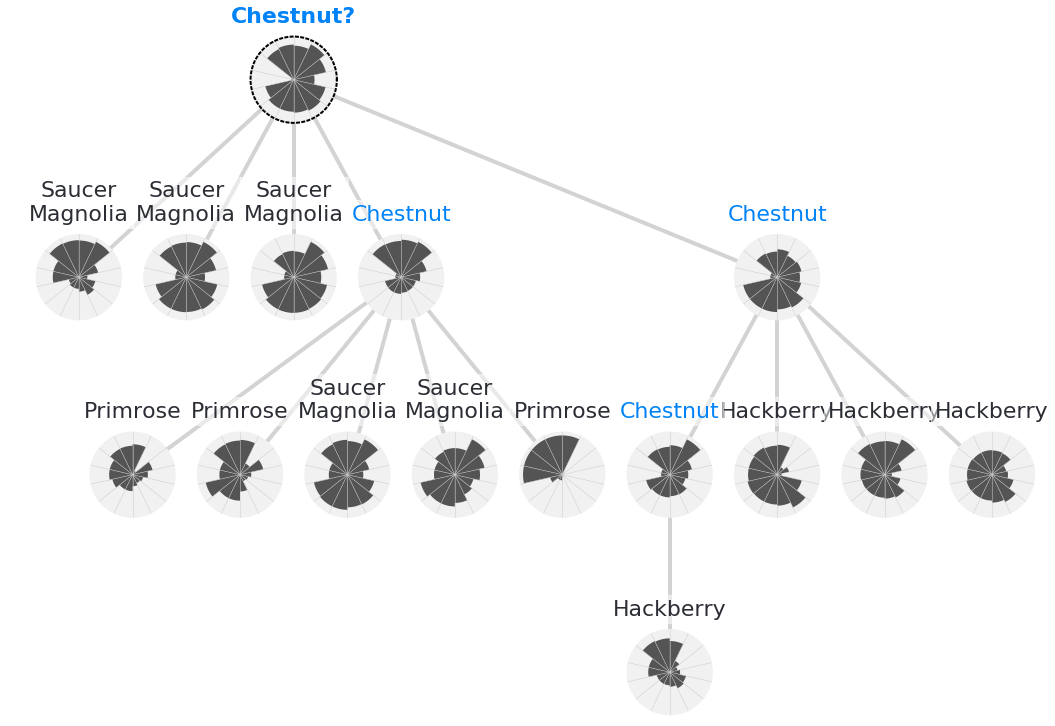 Chestnut?
Saucer
Magnolia
Saucer
Magnolia
Saucer
Magnolia
Chestnut
Chestnut
Primrose
Primrose
Saucer
Magnolia
Saucer
Magnolia
Primrose
Chestnut
Hackberry
Hackberry
Hackberry
Hackberry